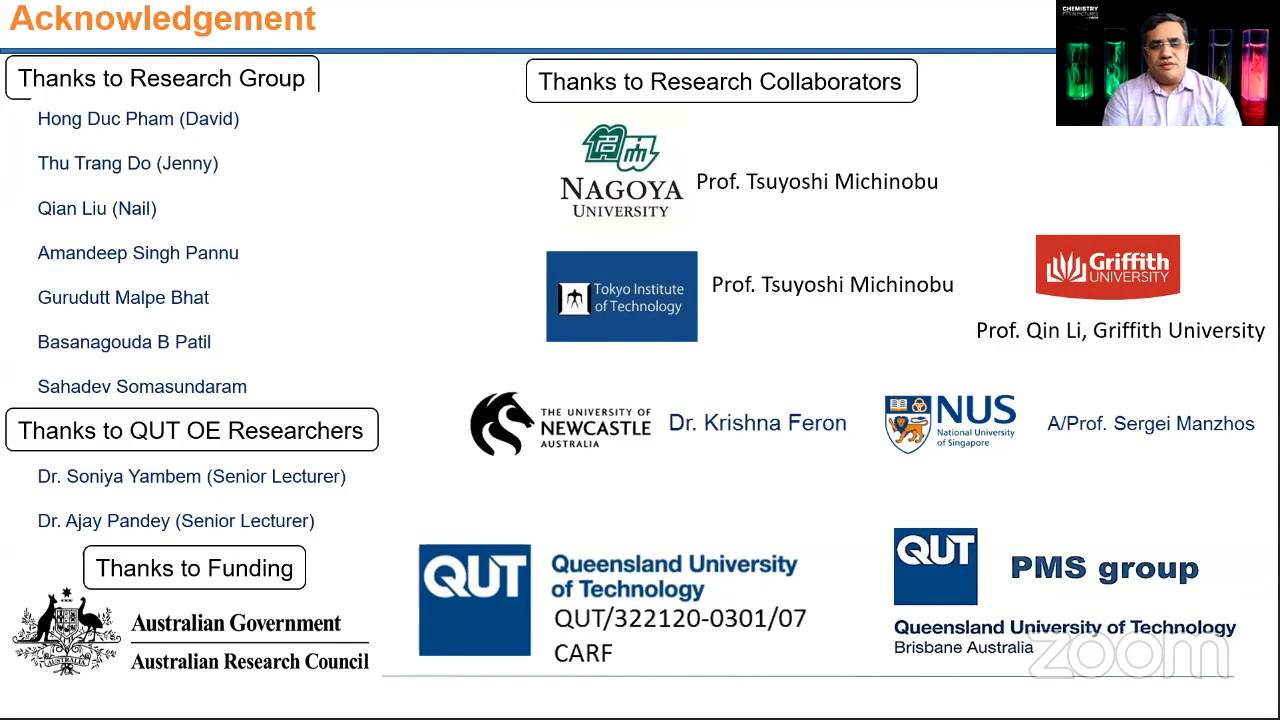 Acknowledgement
Thanks to Research Group
Hong Duc Pham (David)
Thu Trang Do (Jenny)
Qian Liu (Nail)
Amandeep Singh Pannu
Gurudutt Malpe Bhat
Basanagouda B Patil
Sahadev Somasundaram
Thanks to QUT OE Researchers
Dr. Soniya Yambem (Senior Lecturer)
Dr. Ajay Pandey (Senior Lecturer)
Thanks to Funding
Australian Government
Australian Research Council
Thanks to Research Collaborators
NAGOYA
UNIVERSITY
Prof. Tsuyoshi Michinobu
Tokyo Institute
of Technology
Prof. Tsuyoshi Michinobu
Griffith
UNIVERSITY
Prof. Qin Li, Griffith University
THE UNIVERSITY OF
NEWCASTLE
AUSTRALIA
Dr. Krishna Feron
NUS
National University
of Singapore
A/Prof. Sergei Manzhos
QUT
Queensland University
of Technology
QUT/322120-0301/07
CARF
QUT
PMS group
Queensland University of Technology
Brisbane Australia
zoom
CHEMISTRY
IN PICTURES